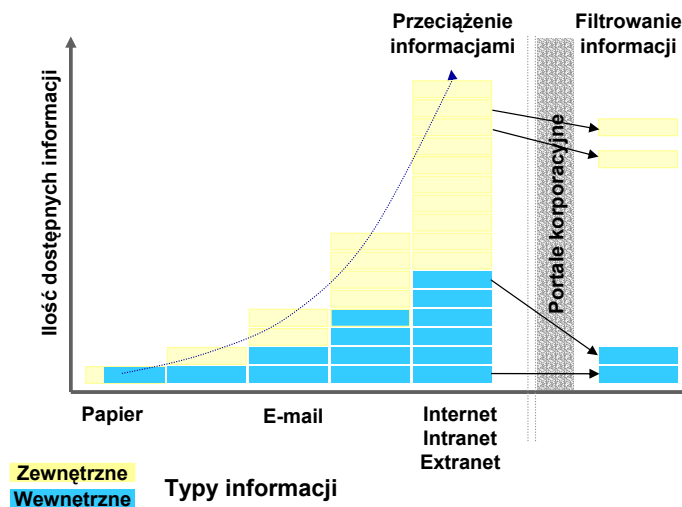 Przeciążenie
informacjami
Filtrowanie
informacji
Ilość dostępnych informacji
Portale korporacyjne
Papier
E-mail
Internet
Intranet
Extranet
Zewnętrzne
Wewnetrzne
Typy informacji